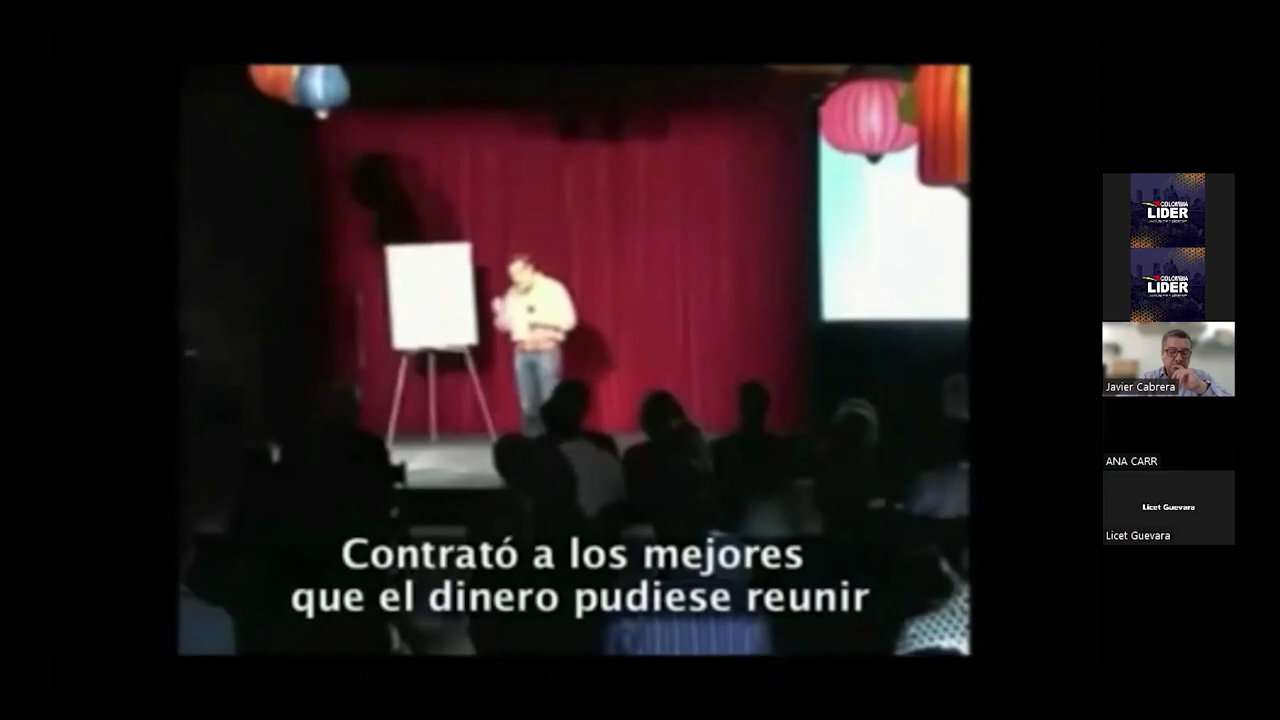 Contrató a los mejores
que el dinero pudiese reunir
COLOMBIA
LIDER
COLOMBIA
LIDER
Javier Cabrera
ANA CARR
Licet Guevara
Licet Guevara